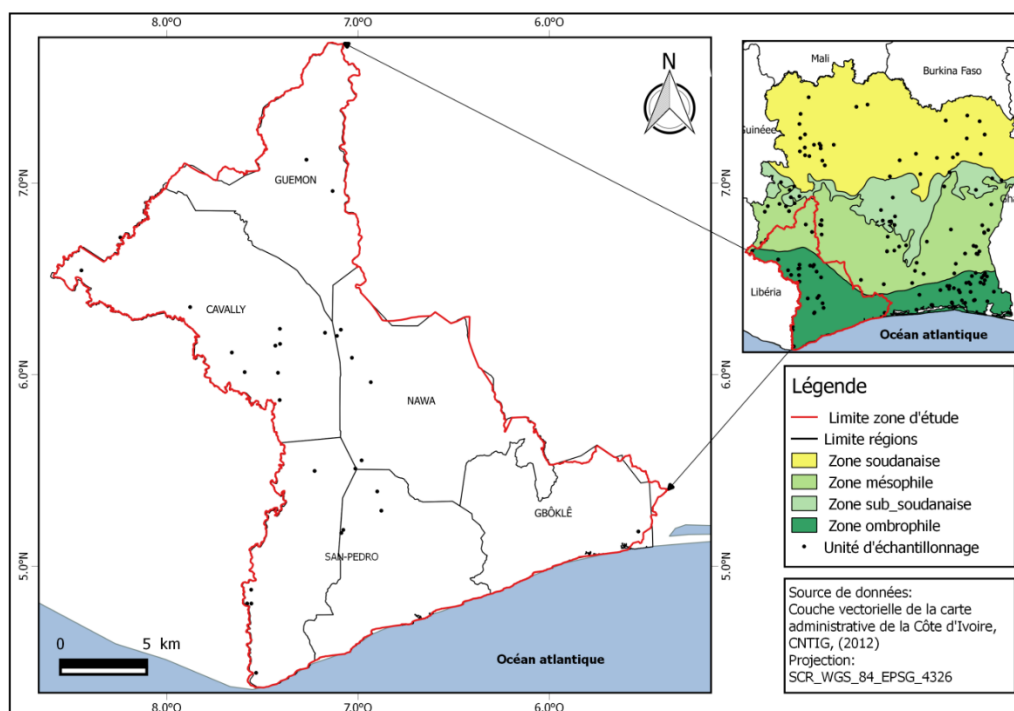 8.0°O
7.0°O
6.0°O
7.0°N
6.0°N
5.0°N
N
GUEMON
CAVALLY
NAWA
GBÔKLÊ
SAN-PEDRO
0
5 km
Océan atlantique
8.0°O
7.0°O
6.0°O
Mali
Burkina Faso
Guinéee
Gha
Libéria
Océan atlantique
Légende
Limite zone d'étude
Limite régions
Zone soudanaise
Zone mésophile
Zone sub_soudanaise
Zone ombrophile
Unité d'échantillonnage
Source de données:
Couche vectorielle de la carte
administrative de la Côte d'Ivoire,
CNTIG, (2012)
Projection:
SCR_WGS_84_EPSG_4326